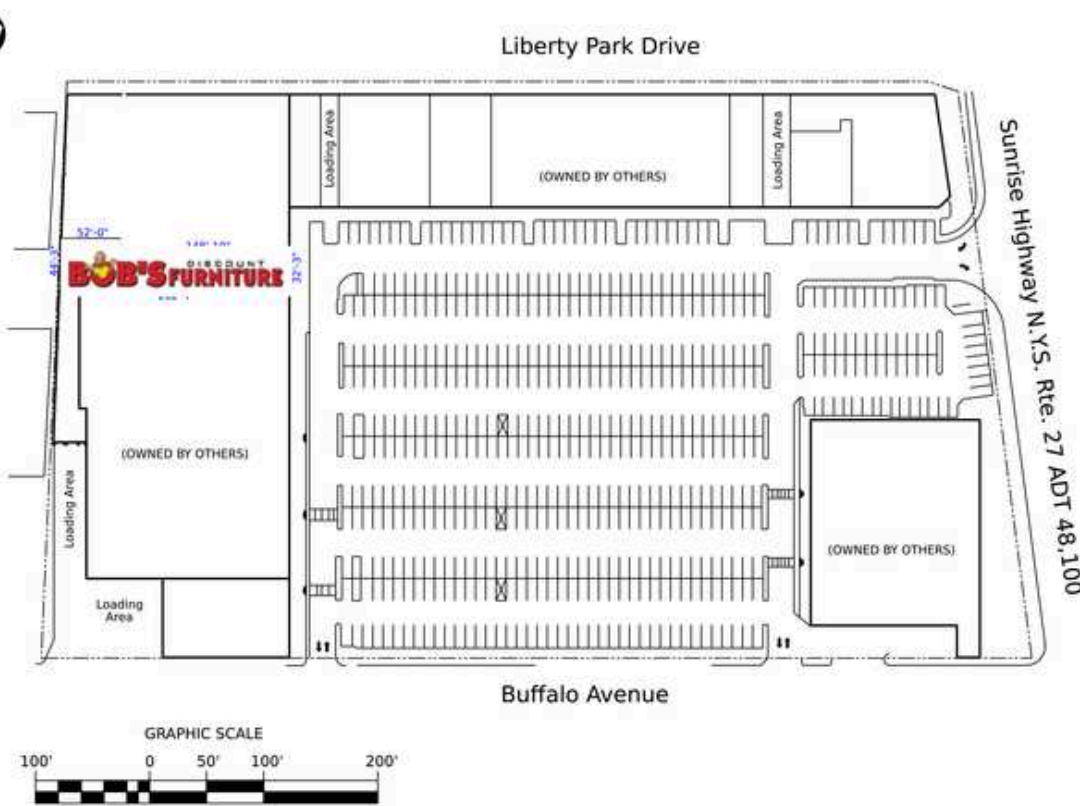 Liberty Park Drive
Loading Area
Loading Area
(OWNED BY OTHERS)
Sunrise Highway N.Y.S. Rte. 27 ADT 48,100
52'-0"
44'-3"
32'-3"
BOB'S DISCOUNT FURNITURE
(OWNED BY OTHERS)
Loading Area
(OWNED BY OTHERS)
Loading
Area
Buffalo Avenue
GRAPHIC SCALE
100' 0 50' 100' 200'